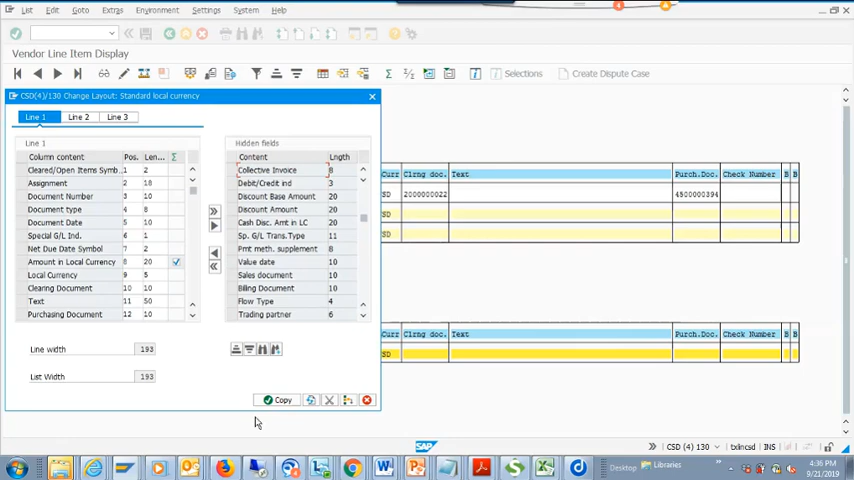 List Edit Goto Extras Environment Settings System Help
Vendor Line Item Display
Selections Create Dispute Case
CSD(4)/130 Change Layout: Standard local currency
Line 1 Line 2 Line 3
Line 1 Hidden fields
Column content Pos. Len... Σ Content Lngth
Cleared/Open Items Symb.. 1 2 Collective Invoice 8
Assignment 2 18 Debit/Credit ind 3
Document Number 3 10 Discount Base Amount 20
Document type 4 8 Discount Amount 20
Document Date 5 10 Cash Disc. Amt in LC 20
Special G/L Ind. 6 1 Sp. G/L Trans.Type 11
Net Due Date Symbol 7 2 Pmt meth. supplement 8
Amount in Local Currency 8 20 Value date 10
Local Currency 9 5 Sales document 10
Clearing Document 10 10 Billing Document 10
Text 11 50 Flow Type 4
Purchasing Document 12 10 Trading partner 6
Line width 193
List Width 193
Copy
Curr Clrng doc. Text Purch.Doc. Check Number B B
SD 2000000022 4500000394
SD
SD
Curr Clrng doc. Text Purch.Doc. Check Number B B
SD
SAP
CSD (4) 130 txlncsd INS
Desktop Libraries
4:36 PM
9/21/2019